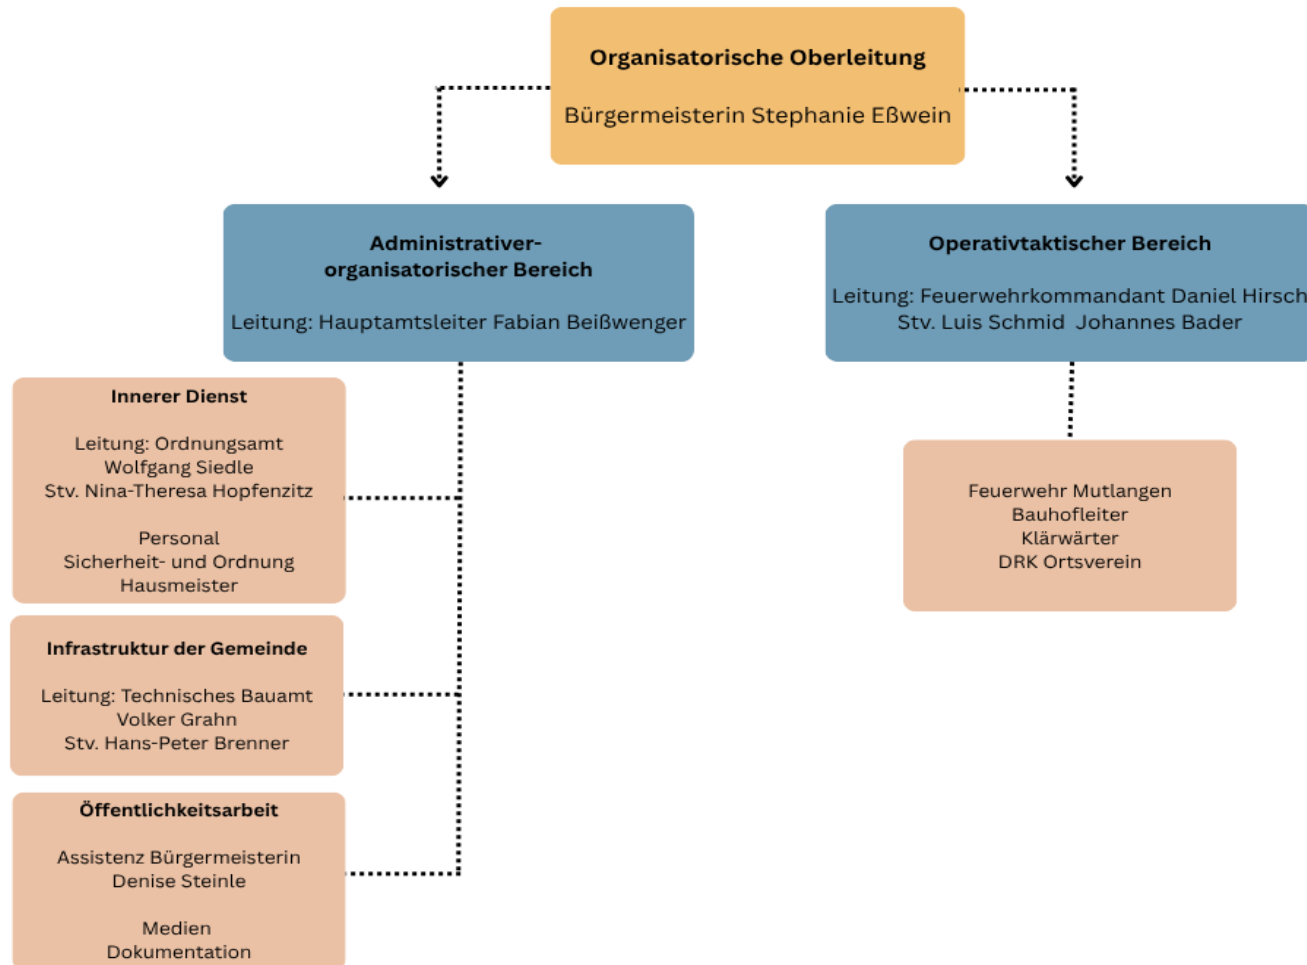 Organisatorische Oberleitung
Bürgermeisterin Stephanie Eßwein
Administrativer-
organisatorischer Bereich
Leitung: Hauptamtsleiter Fabian Beißwenger
Operativtaktischer Bereich
Leitung: Feuerwehrkommandant Daniel Hirsch
Stv. Luis Schmid  Johannes Bader
Innerer Dienst
Leitung: Ordnungsamt
Wolfgang Siedle
Stv. Nina-Theresa Hopfenzitz
Personal
Sicherheit- und Ordnung
Hausmeister
Infrastruktur der Gemeinde
Leitung: Technisches Bauamt
Volker Grahn
Stv. Hans-Peter Brenner
Öffentlichkeitsarbeit
Assistenz Bürgermeisterin
Denise Steinle
Medien
Dokumentation
Feuerwehr Mutlangen
Bauhofleiter
Klärwärter
DRK Ortsverein